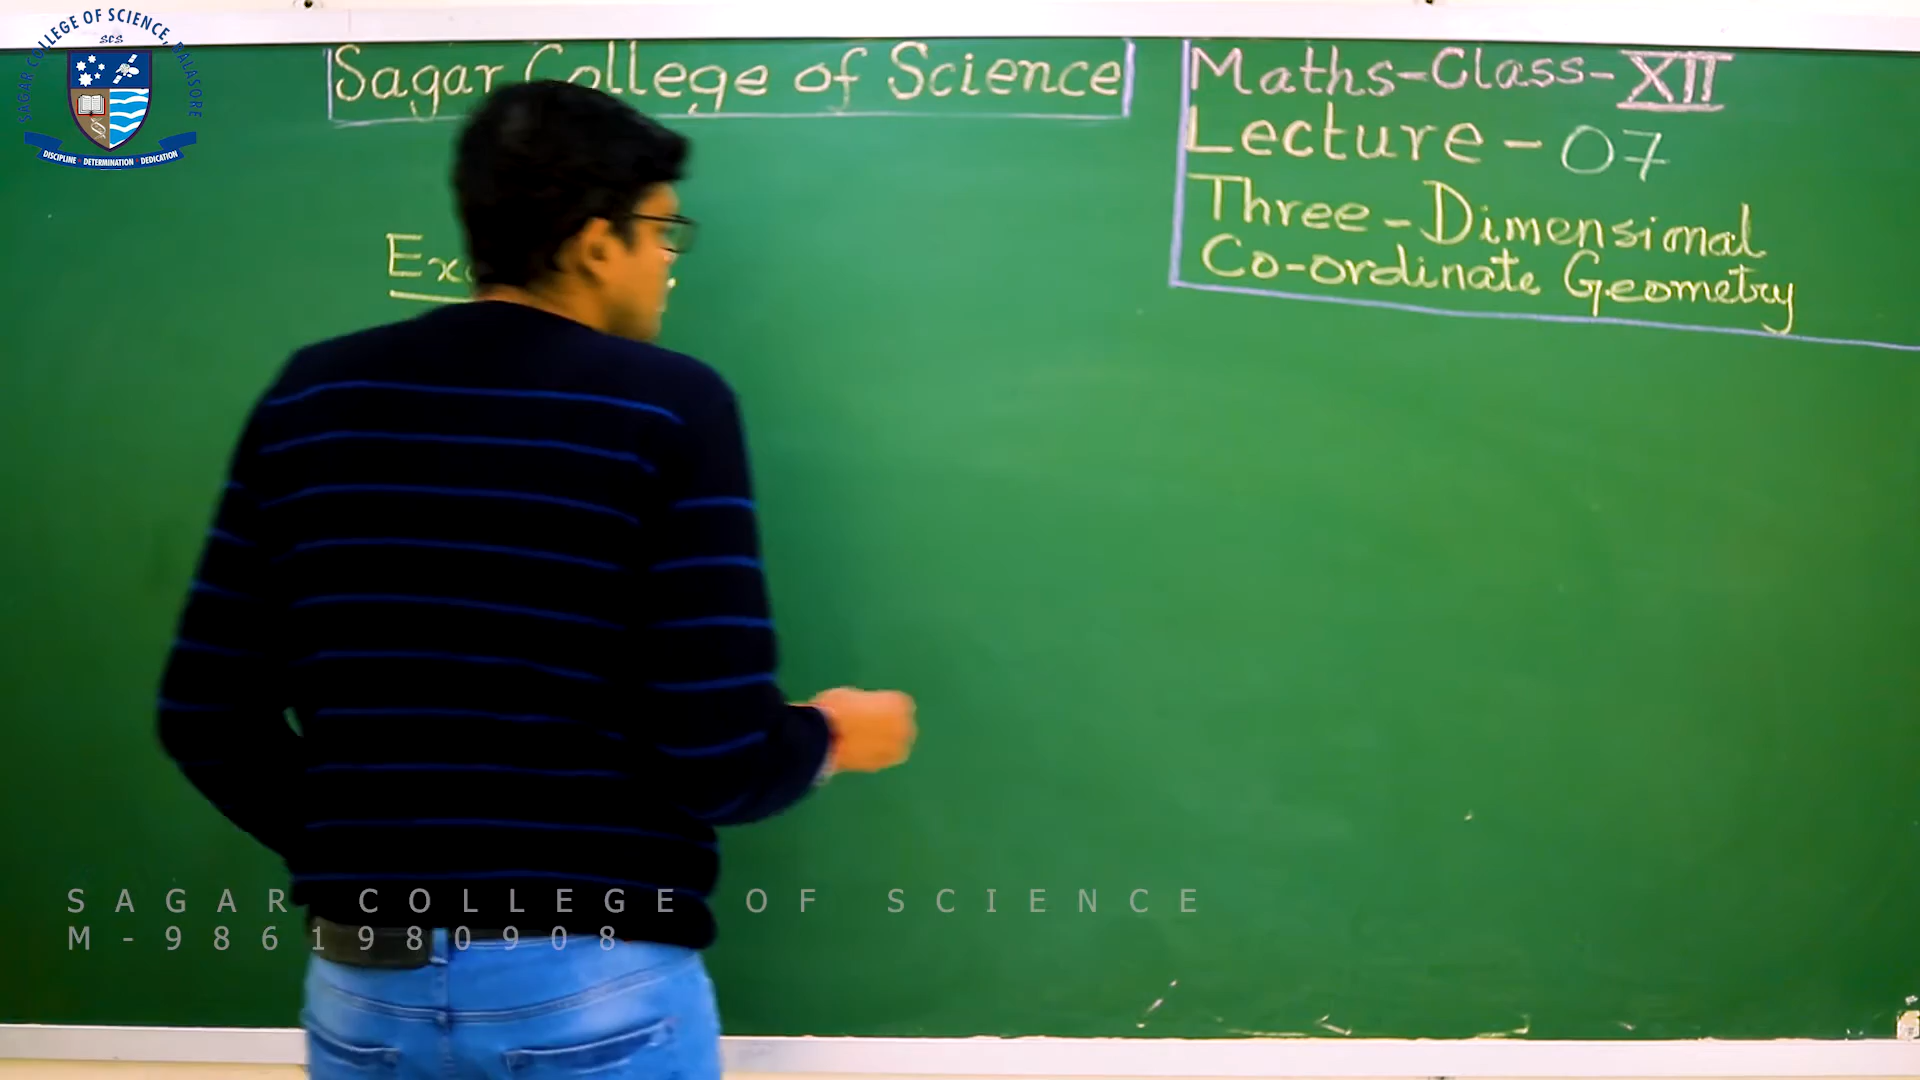 SAGAR COLLEGE OF SCIENCE, BALASORE
SCS
DISCIPLINE DETERMINATION DEDICATION
Sagar College of Science
Maths-Class-XII
Lecture-07
Three-Dimensional
Co-ordinate Geometry
SAGAR COLLEGE OF SCIENCE
M-9861980908